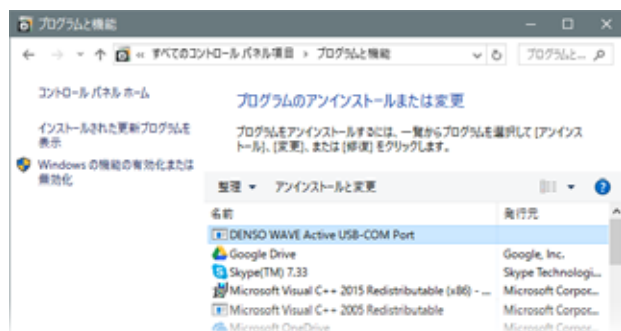 プログラムと機能
« すべてのコントロール パネル項目 › プログラムと機能
プログラムと...
コントロール パネル ホーム
インストールされた更新プログラムを
表示
Windows の機能の有効化または
無効化
プログラムのアンインストールまたは変更
プログラムをアンインストールするには、一覧からプログラムを選択して [アンインス
トール]、[変更]、または [修復] をクリックします。
整理 アンインストールと変更
名前 発行元
DENSO WAVE Active USB-COM Port
Google Drive Google, Inc.
Skype(TM) 7.33 Skype Technologi...
Microsoft Visual C++ 2015 Redistributable (x86) - ... Microsoft Corpor...
Microsoft Visual C++ 2005 Redistributable Microsoft Corpor...
Microsoft OneDrive Microsoft Corpor...